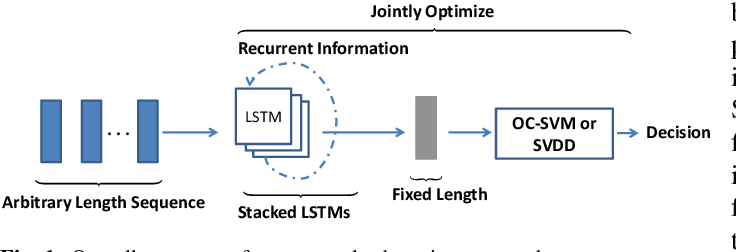 Jointly Optimize
Recurrent Information
LSTM
OC-SVM or
SVDD
Decision
Arbitrary Length Sequence
Stacked LSTMs
Fixed Length